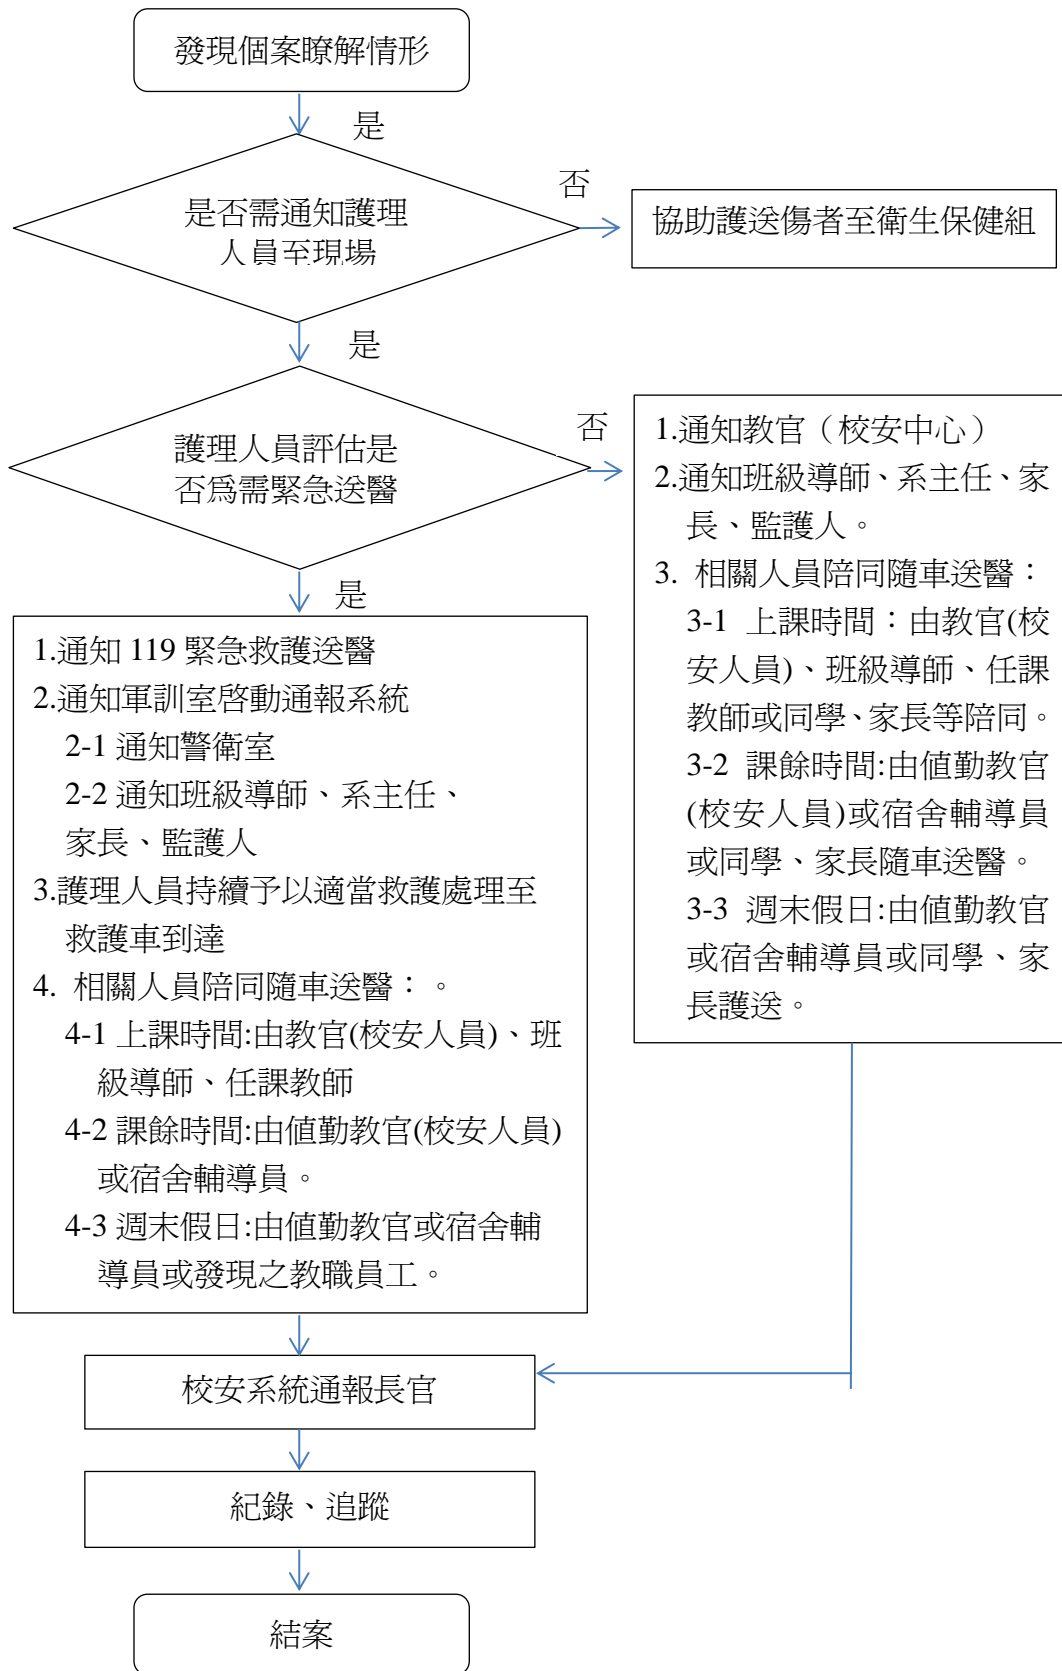 發現個案瞭解情形
是
是否需通知護理
人員至現場
否
協助護送傷者至衛生保健組
是
護理人員評估是
否為需緊急送醫
否
1.通知教官（校安中心）
2.通知班級導師、系主任、家
長、監護人。
3. 相關人員陪同隨車送醫：
3-1 上課時間：由教官(校
安人員)、班級導師、任課
教師或同學、家長等陪同。
3-2 課餘時間:由值勤教官
(校安人員)或宿舍輔導員
或同學、家長隨車送醫。
3-3 週末假日:由值勤教官
或宿舍輔導員或同學、家
長護送。
是
1.通知 119 緊急救護送醫
2.通知軍訓室啟動通報系統
2-1 通知警衛室
2-2 通知班級導師、系主任、
家長、監護人
3.護理人員持續予以適當救護處理至
救護車到達
4. 相關人員陪同隨車送醫：。
4-1 上課時間:由教官(校安人員)、班
級導師、任課教師
4-2 課餘時間:由值勤教官(校安人員)
或宿舍輔導員。
4-3 週末假日:由值勤教官或宿舍輔
導員或發現之教職員工。
校安系統通報長官
紀錄、追蹤
結案